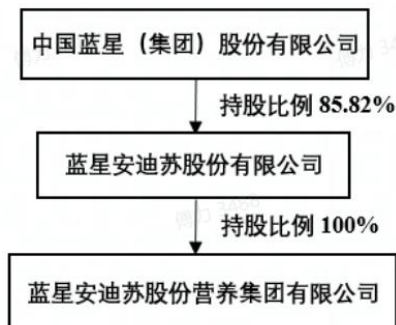 中国蓝星（集团）股份有限公司
持股比例 85.82%
蓝星安迪苏股份有限公司
持股比例 100%
蓝星安迪苏股份营养集团有限公司